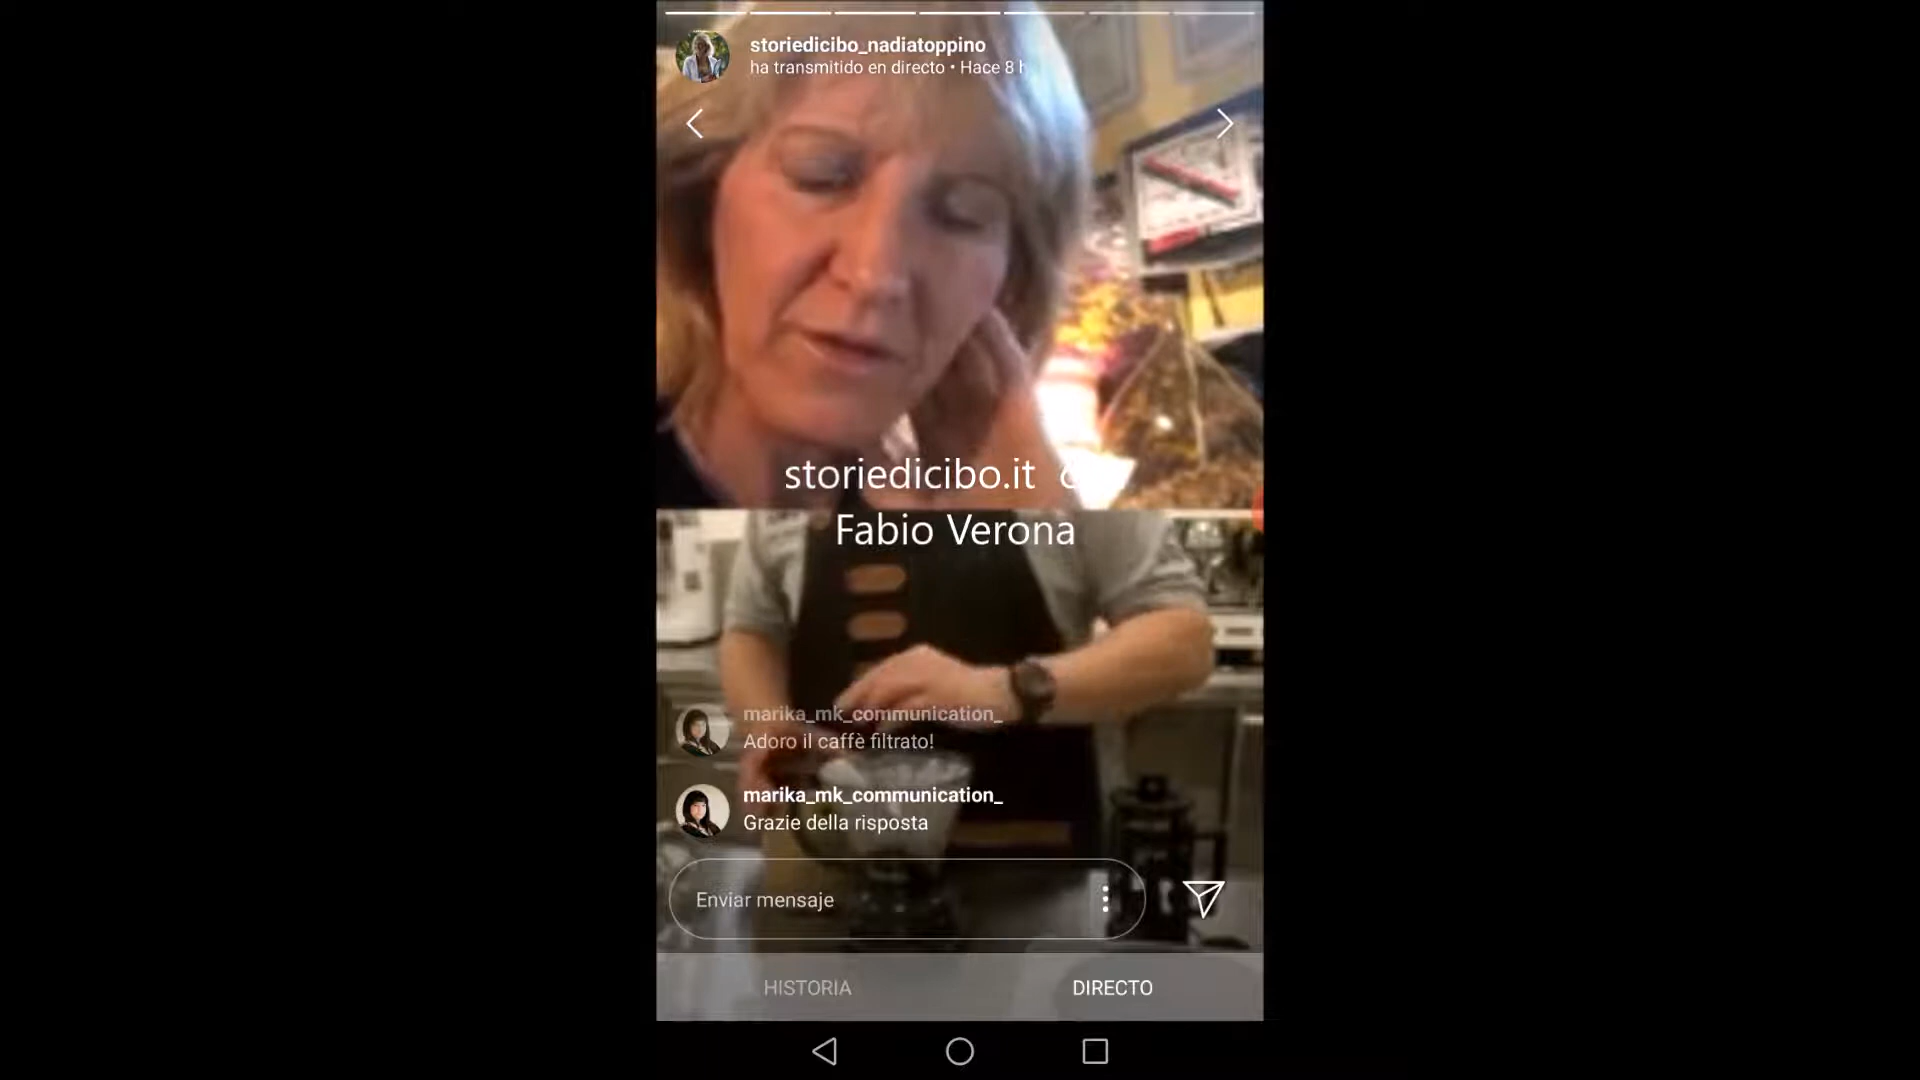 storiedicibo_nadiatoppino
ha transmitido en directo • Hace 8 h
storiedicibo.it
Fabio Verona
marika_mk_communication_
Adoro il caffè filtrato!
marika_mk_communication_
Grazie della risposta
Enviar mensaje
HISTORIA
DIRECTO